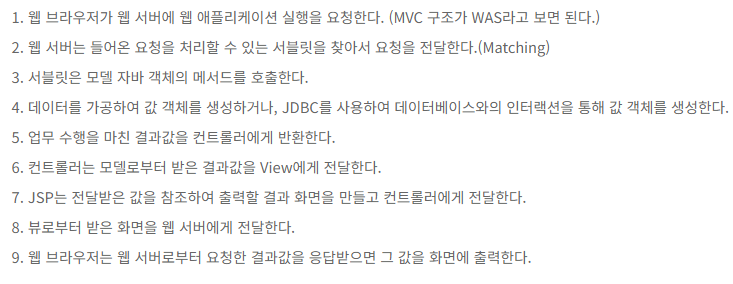 1. 웹 브라우저가 웹 서버에 웹 애플리케이션 실행을 요청한다. (MVC 구조가 WAS라고 보면 된다.)
2. 웹 서버는 들어온 요청을 처리할 수 있는 서블릿을 찾아서 요청을 전달한다.(Matching)
3. 서블릿은 모델 자바 객체의 메서드를 호출한다.
4. 데이터를 가공하여 값 객체를 생성하거나, JDBC를 사용하여 데이터베이스와의 인터랙션을 통해 값 객체를 생성한다.
5. 업무 수행을 마친 결과값을 컨트롤러에게 반환한다.
6. 컨트롤러는 모델로부터 받은 결과값을 View에게 전달한다.
7. JSP는 전달받은 값을 참조하여 출력할 결과 화면을 만들고 컨트롤러에게 전달한다.
8. 뷰로부터 받은 화면을 웹 서버에게 전달한다.
9. 웹 브라우저는 웹 서버로부터 요청한 결과값을 응답받으면 그 값을 화면에 출력한다.